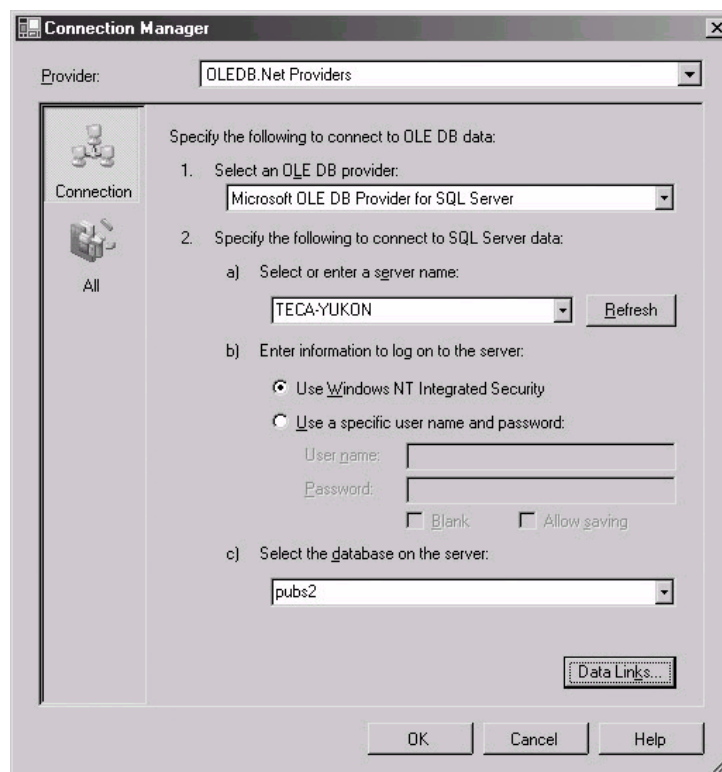 Connection Manager
Provider: OLEDB.Net Providers
Specify the following to connect to OLE DB data:
1. Select an OLE DB provider:
Connection
Microsoft OLE DB Provider for SQL Server
2. Specify the following to connect to SQL Server data:
a) Select or enter a server name:
All
TECA-YUKON Refresh
b) Enter information to log on to the server:
Use Windows NT Integrated Security
Use a specific user name and password:
User name:
Password:
Blank Allow saving
c) Select the database on the server:
pubs2
Data Links...
OK Cancel Help